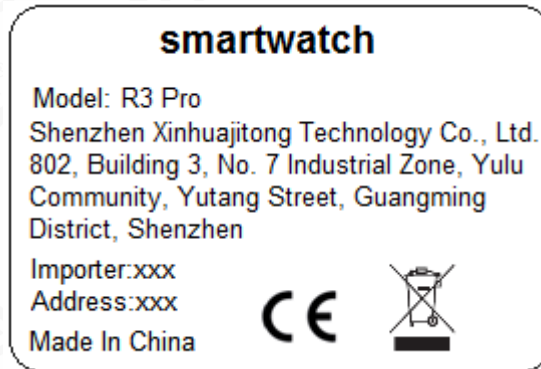 smartwatch
Model: R3 Pro
Shenzhen Xinhuajitong Technology Co., Ltd.
802, Building 3, No. 7 Industrial Zone, Yulu
Community, Yutang Street, Guangming
District, Shenzhen
Importer:xxx
Address:xxx
Made In China
CE